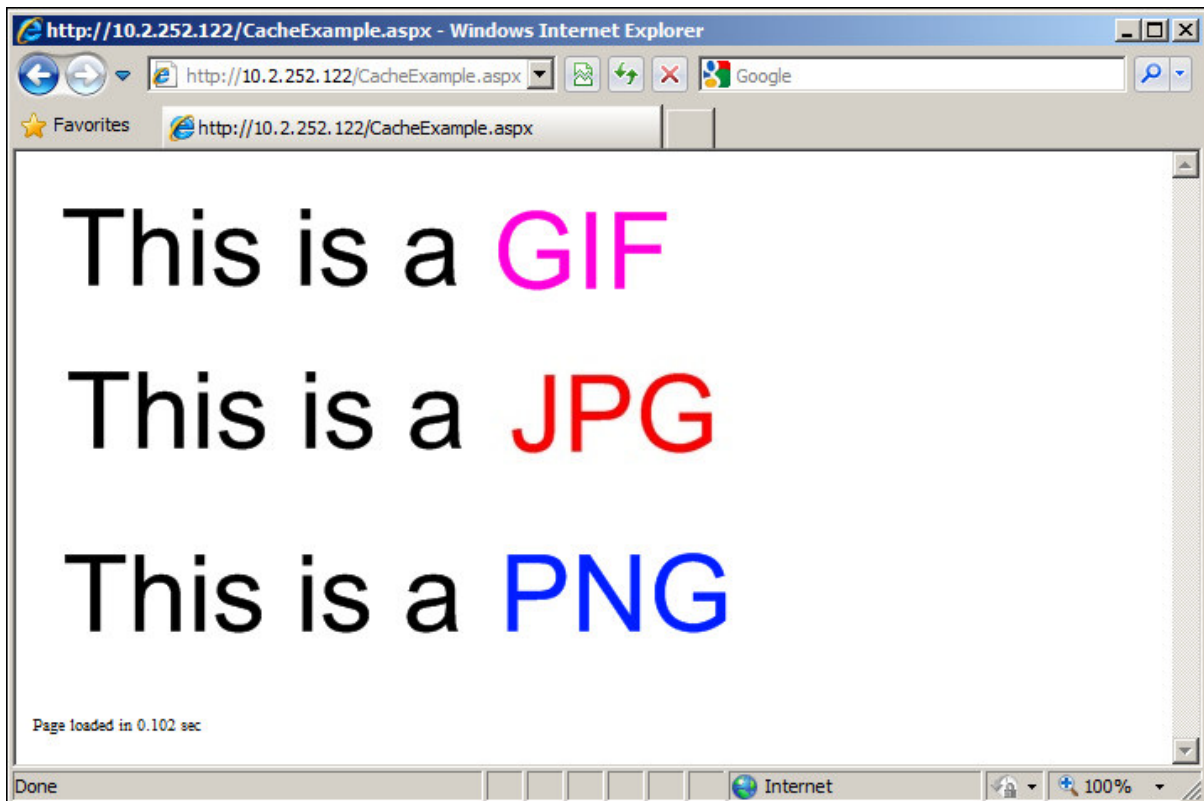 http://10.2.252.122/CacheExample.aspx - Windows Internet Explorer
http://10.2.252.122/CacheExample.aspx
Google
Favorites
http://10.2.252.122/CacheExample.aspx
This is a GIF
This is a JPG
This is a PNG
Page loaded in 0.102 sec
Done
Internet
100%